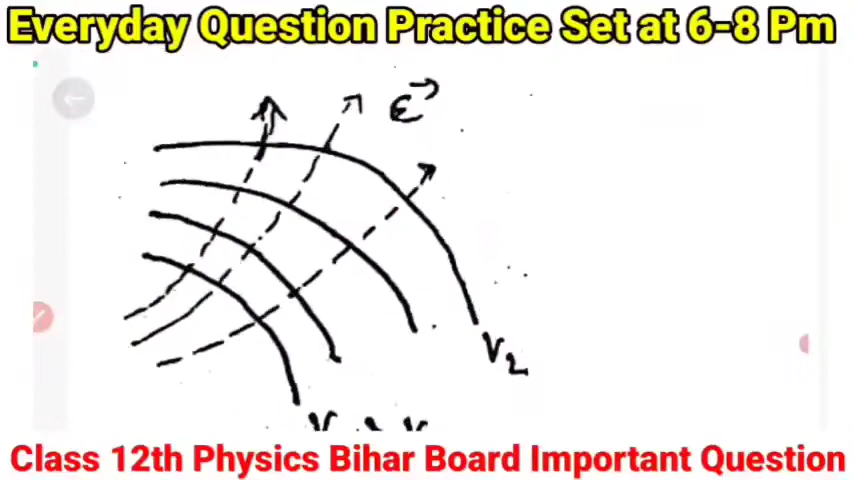 Everyday Question Practice Set at 6-8 Pm
E
V2
Class 12th Physics Bihar Board Important Question